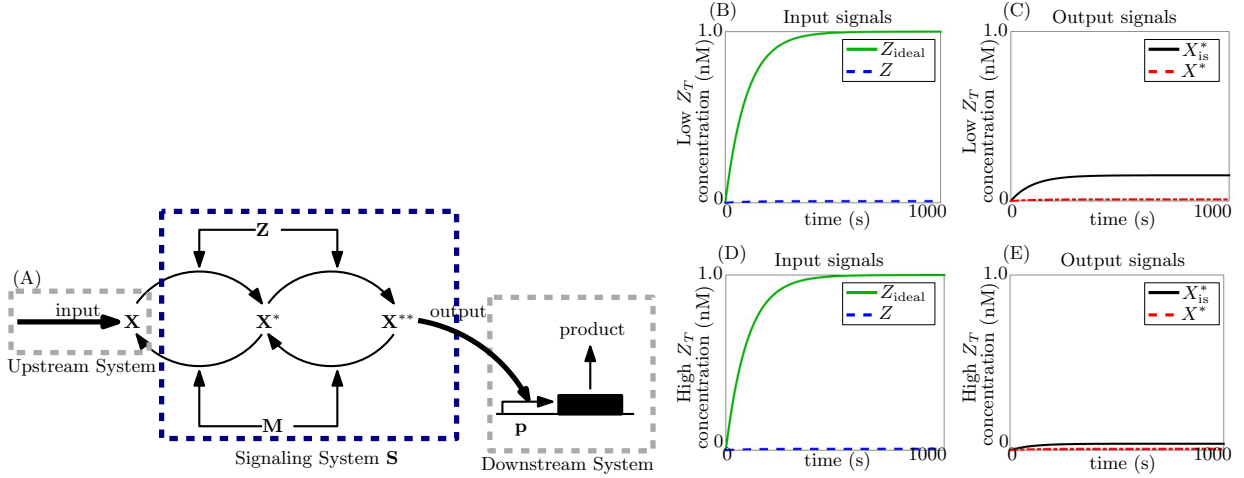 (A)
input
X
Upstream System
Z
X*
X**
M
Signaling System S
output
product
p
Downstream System
(B)
Input signals
Low Z_T
concentration (nM)
1.0
0
Z_ideal
Z
0
1000
time (s)
(C)
Output signals
Low Z_T
concentration (nM)
1.0
0
X*_is
X*
0
1000
time (s)
(D)
Input signals
High Z_T
concentration (nM)
1.0
0
Z_ideal
Z
0
1000
time (s)
(E)
Output signals
High Z_T
concentration (nM)
1.0
0
X*_is
X*
0
1000
time (s)